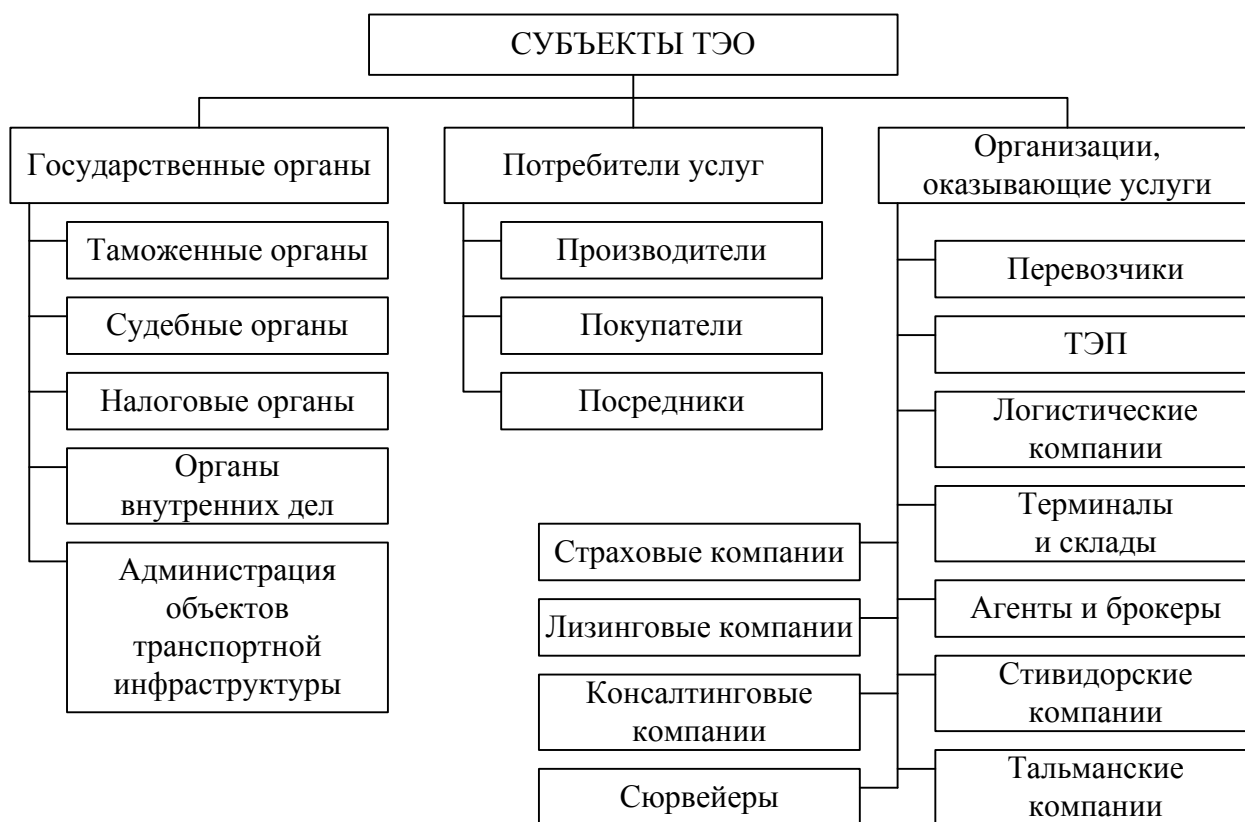 СУБЪЕКТЫ ТЭО
Государственные органы
Таможенные органы
Судебные органы
Налоговые органы
Органы
внутренних дел
Администрация
объектов
транспортной
инфраструктуры
Потребители услуг
Производители
Покупатели
Посредники
Организации,
оказывающие услуги
Перевозчики
ТЭП
Логистические
компании
Терминалы
и склады
Агенты и брокеры
Стивидорские
компании
Тальманские
компании
Страховые компании
Лизинговые компании
Консалтинговые
компании
Сюрвейеры